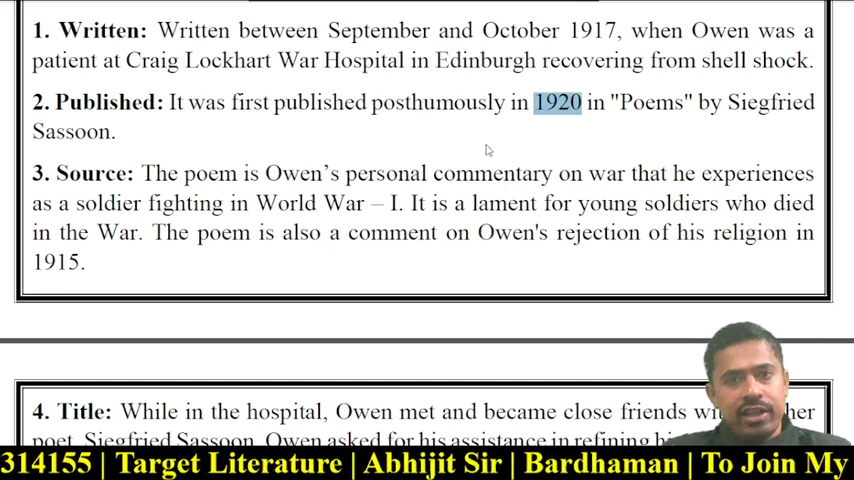 1. Written: Written between September and October 1917, when Owen was a
patient at Craig Lockhart War Hospital in Edinburgh recovering from shell shock.
2. Published: It was first published posthumously in 1920 in "Poems" by Siegfried
Sassoon.
3. Source: The poem is Owen's personal commentary on war that he experiences
as a soldier fighting in World War – I. It is a lament for young soldiers who died
in the War. The poem is also a comment on Owen's rejection of his religion in
1915.
4. Title: While in the hospital, Owen met and became close friends her
poet, Siegfried Sassoon. Owen asked for his assistance in refining
314155 | Target Literature | Abhijit Sir | Bardhaman | To Join My